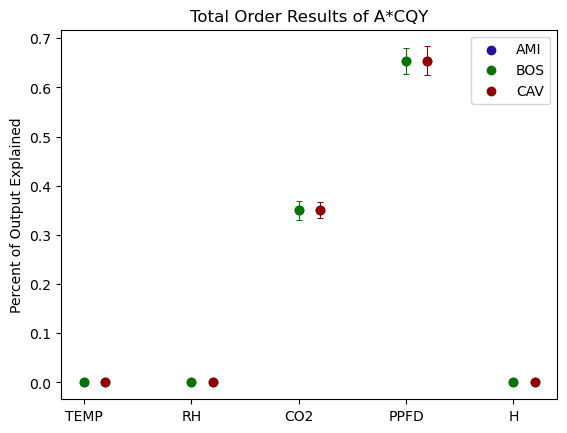 Total Order Results of A*CQY
Percent of Output Explained
0.7
0.6
0.5
0.4
0.3
0.2
0.1
0.0
AMI
BOS
CAV
TEMP
RH
CO2
PPFD
H